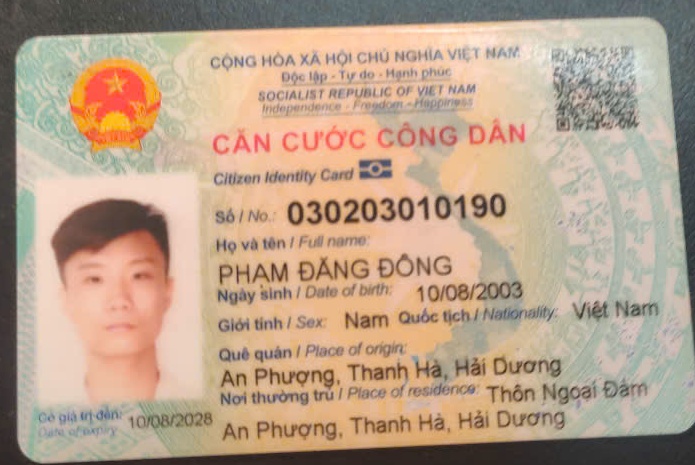 CỘNG HÒA XÃ HỘI CHỦ NGHĨA VIỆT NAM
Độc lập - Tự do - Hạnh phúc
SOCIALIST REPUBLIC OF VIET NAM
Independence - Freedom - Happiness
CĂN CƯỚC CÔNG DÂN
Citizen Identity Card
Số / No.: 030203010190
Họ và tên / Full name:
PHẠM ĐĂNG ĐÔNG
Ngày sinh / Date of birth: 10/08/2003
Giới tính / Sex: Nam Quốc tịch / Nationality: Việt Nam
Quê quán / Place of origin:
An Phượng, Thanh Hà, Hải Dương
Nơi thường trú / Place of residence: Thôn Ngoại Đàm
An Phượng, Thanh Hà, Hải Dương
Có giá trị đến: 10/08/2028
Date of expiry